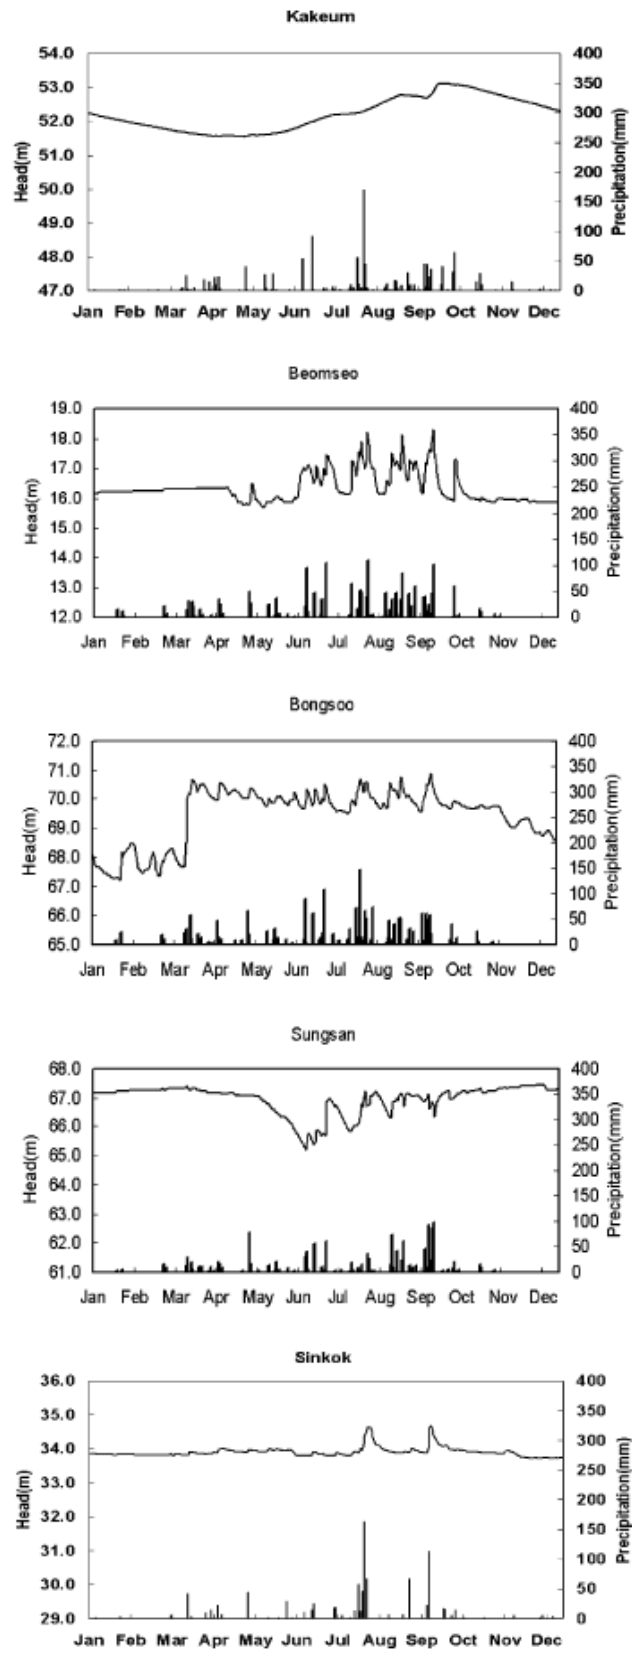 Kakeum
54.0 400
53.0 350
52.0 300
51.0 250
50.0 200
49.0 150
48.0 100
47.0 50
0
Head(m)
Precipitation(mm)
Jan Feb Mar Apr May Jun Jul Aug Sep Oct Nov Dec
Beomseo
19.0 400
18.0 350
17.0 300
16.0 250
15.0 200
14.0 150
13.0 100
12.0 50
0
Head(m)
Precipitation(mm)
Jan Feb Mar Apr May Jun Jul Aug Sep Oct Nov Dec
Bongsoo
72.0 400
71.0 350
70.0 300
69.0 250
68.0 200
67.0 150
66.0 100
65.0 50
0
Head(m)
Precipitation(mm)
Jan Feb Mar Apr May Jun Jul Aug Sep Oct Nov Dec
Sungsan
68.0 400
67.0 350
66.0 300
65.0 250
64.0 200
63.0 150
62.0 100
61.0 50
0
Head(m)
Precipitation(mm)
Jan Feb Mar Apr May Jun Jul Aug Sep Oct Nov Dec
Sinkok
36.0 400
35.0 350
34.0 300
33.0 250
32.0 200
31.0 150
30.0 100
29.0 50
0
Head(m)
Precipitation(mm)
Jan Feb Mar Apr May Jun Jul Aug Sep Oct Nov Dec